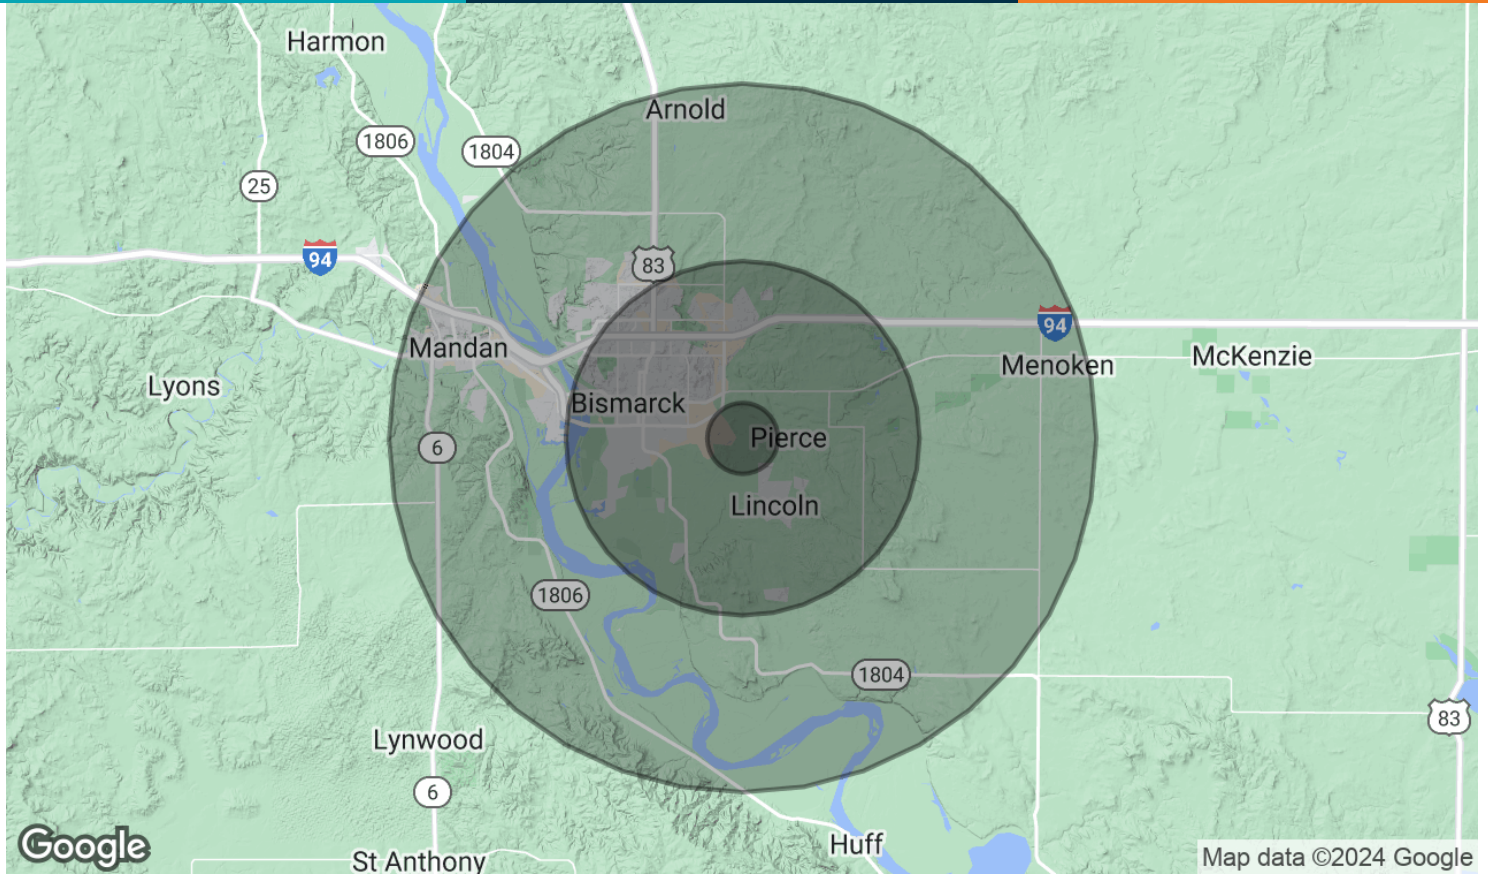 Harmon
Arnold
1806
1804
25
94
83
94
Mandan
Menoken
McKenzie
Lyons
Bismarck
Pierce
6
Lincoln
1806
1804
83
Lynwood
6
Huff
Google
St Anthony
Map data ©2024 Google